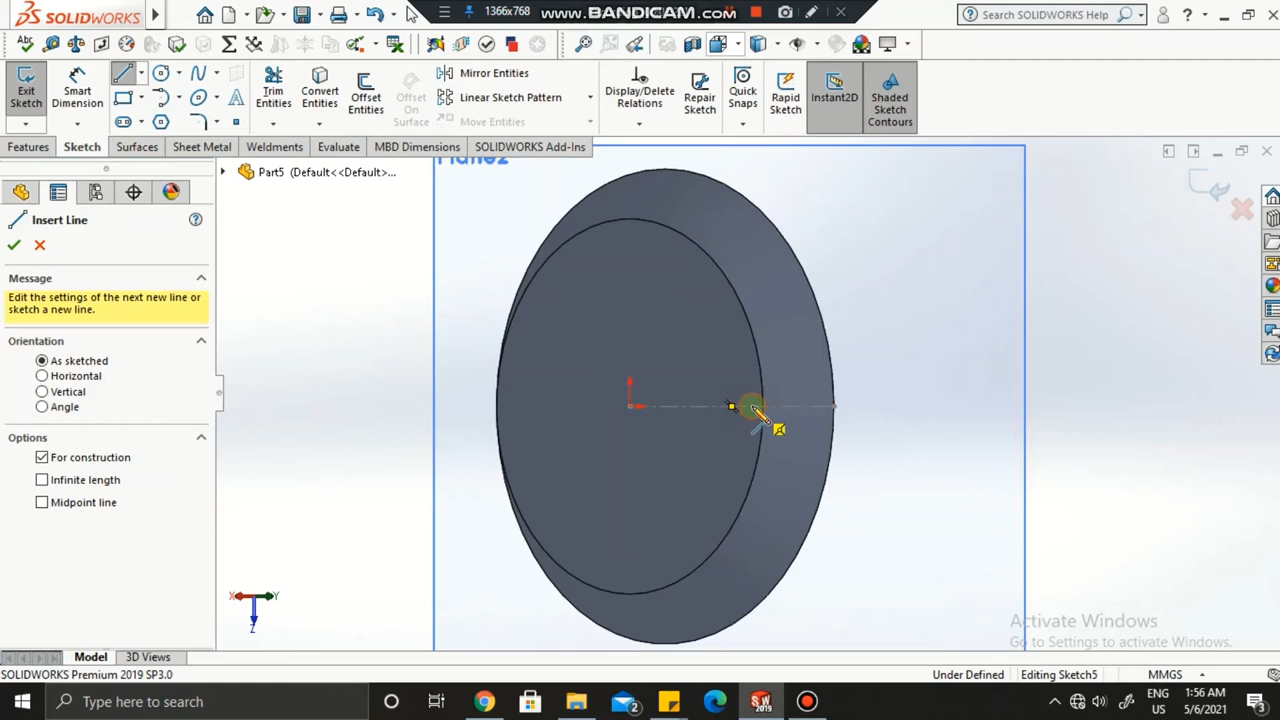 SOLIDWORKS
1366x768
www.BANDICAM.com
Search SOLIDWORKS Help
?
Exit Sketch
Smart Dimension
Trim Entities
Convert Entities
Offset Entities
Offset On Surface
Mirror Entities
Linear Sketch Pattern
Move Entities
Display/Delete Relations
Repair Sketch
Quick Snaps
Rapid Sketch
Instant2D
Shaded Sketch Contours
Features
Sketch
Surfaces
Sheet Metal
Weldments
Evaluate
MBD Dimensions
SOLIDWORKS Add-Ins
Plane2
Part5 (Default<<Default>...
Insert Line
Message
Edit the settings of the next new line or
sketch a new line.
Orientation
As sketched
Horizontal
Vertical
Angle
Options
For construction
Infinite length
Midpoint line
X
Y
Z
Activate Windows
Go to Settings to activate Windows.
Model
3D Views
SOLIDWORKS Premium 2019 SP3.0
Under Defined
Editing Sketch5
MMGS
Type here to search
2
SW
2019
ENG
US
1:56 AM
5/6/2021
3